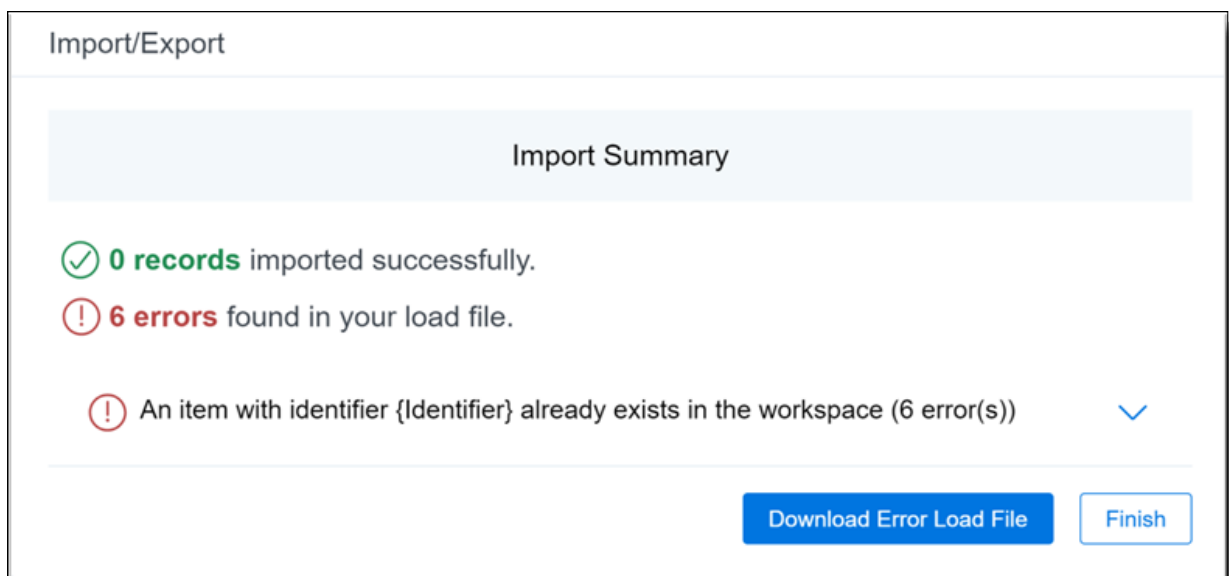 Import/Export
Import Summary
0 records imported successfully.
6 errors found in your load file.
An item with identifier {Identifier} already exists in the workspace (6 error(s))
Download Error Load File
Finish